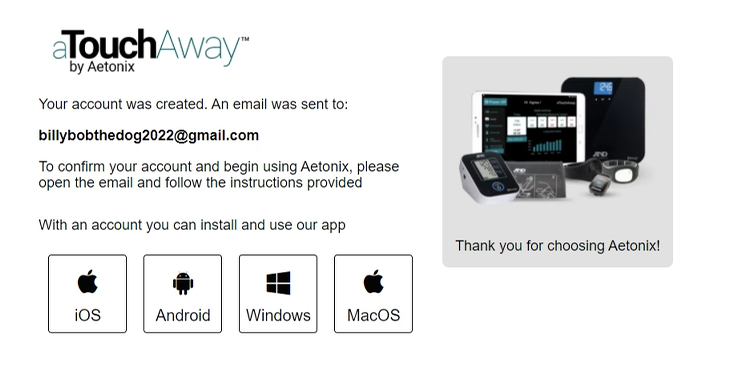 aTouchAway™
by Aetonix
Your account was created. An email was sent to:
billybobthedog2022@gmail.com
To confirm your account and begin using Aetonix, please
open the email and follow the instructions provided
With an account you can install and use our app
iOS
Android
Windows
MacOS
AND
AND
Thank you for choosing Aetonix!